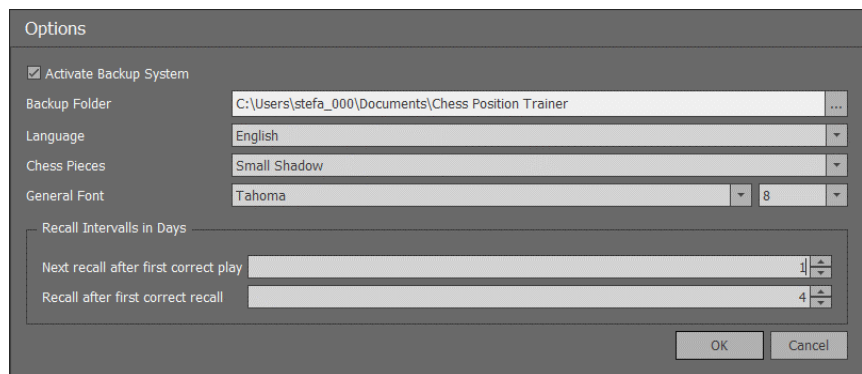 Options
Activate Backup System
Backup Folder C:\Users\stefa_000\Documents\Chess Position Trainer ...
Language English
Chess Pieces Small Shadow
General Font Tahoma 8
Recall Intervalls in Days
Next recall after first correct play 1
Recall after first correct recall 4
OK Cancel